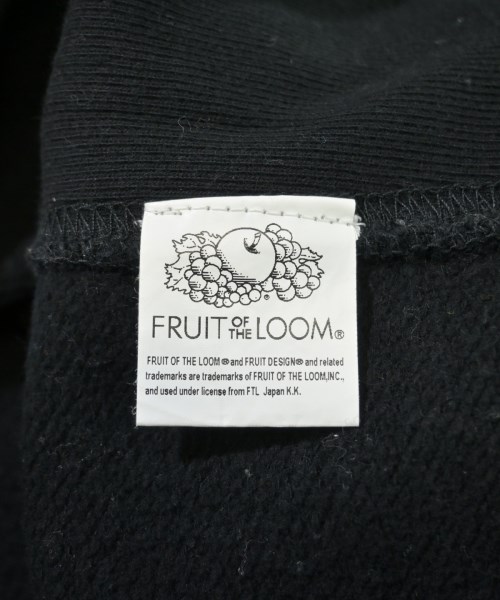 FRUIT OF THE LOOM®
FRUIT OF THE LOOM® and FRUIT DESIGN® and related
trademarks are trademarks of FRUIT OF THE LOOM,INC.,
and used under license from FTL Japan K.K.